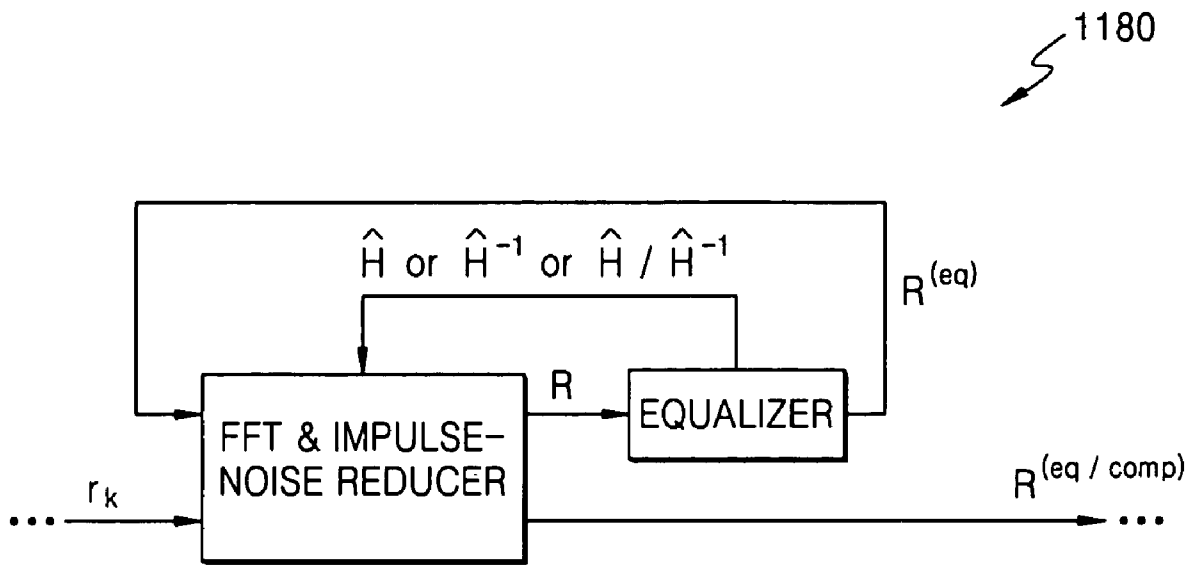 1180
Ĥ or Ĥ⁻¹ or Ĥ / Ĥ⁻¹
R^(eq)
R
EQUALIZER
FFT & IMPULSE-
NOISE REDUCER
R^(eq / comp)
••• r_k
•••